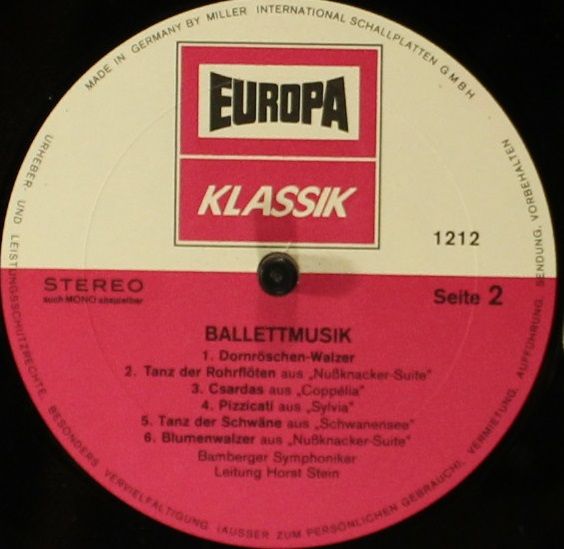 MADE IN GERMANY BY MILLER INTERNATIONAL SCHALLPLATTEN GMBH
EUROPA
KLASSIK
1212
STEREO
auch MONO abspielbar
Seite 2
BALLETTMUSIK
1. Dornröschen-Walzer
2. Tanz der Rohrflöten aus „Nußknacker-Suite"
3. Csardas aus „Coppélia"
4. Pizzicati aus „Sylvia"
5. Tanz der Schwäne aus „Schwanensee"
6. Blumenwalzer aus „Nußknacker-Suite"
Bamberger Symphoniker
Leitung Horst Stein
URHEBER UND LEISTUNGSSCHUTZRECHTE, BESONDERS VERVIELFÄLTIGUNG (AUSSER ZUM PERSÖNLICHEN GEBRAUCH), VERMIETUNG, AUFFÜHRUNG, SENDUNG, VORBEHALTEN